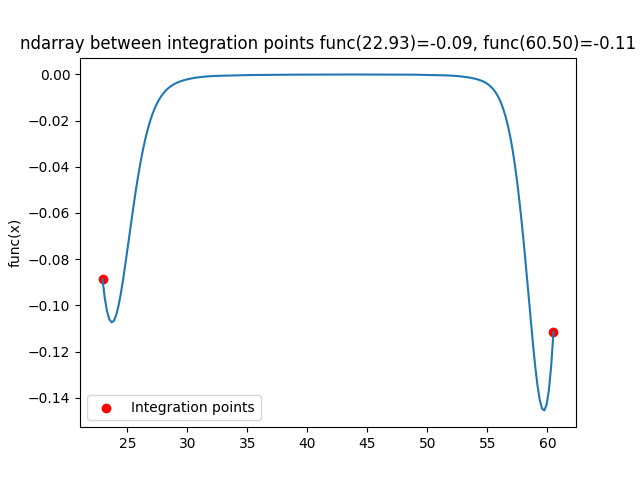 ndarray between integration points func(22.93)=-0.09, func(60.50)=-0.11
0.00
−0.02
−0.04
−0.06
−0.08
−0.10
−0.12
−0.14
func(x)
Integration points
25 30 35 40 45 50 55 60